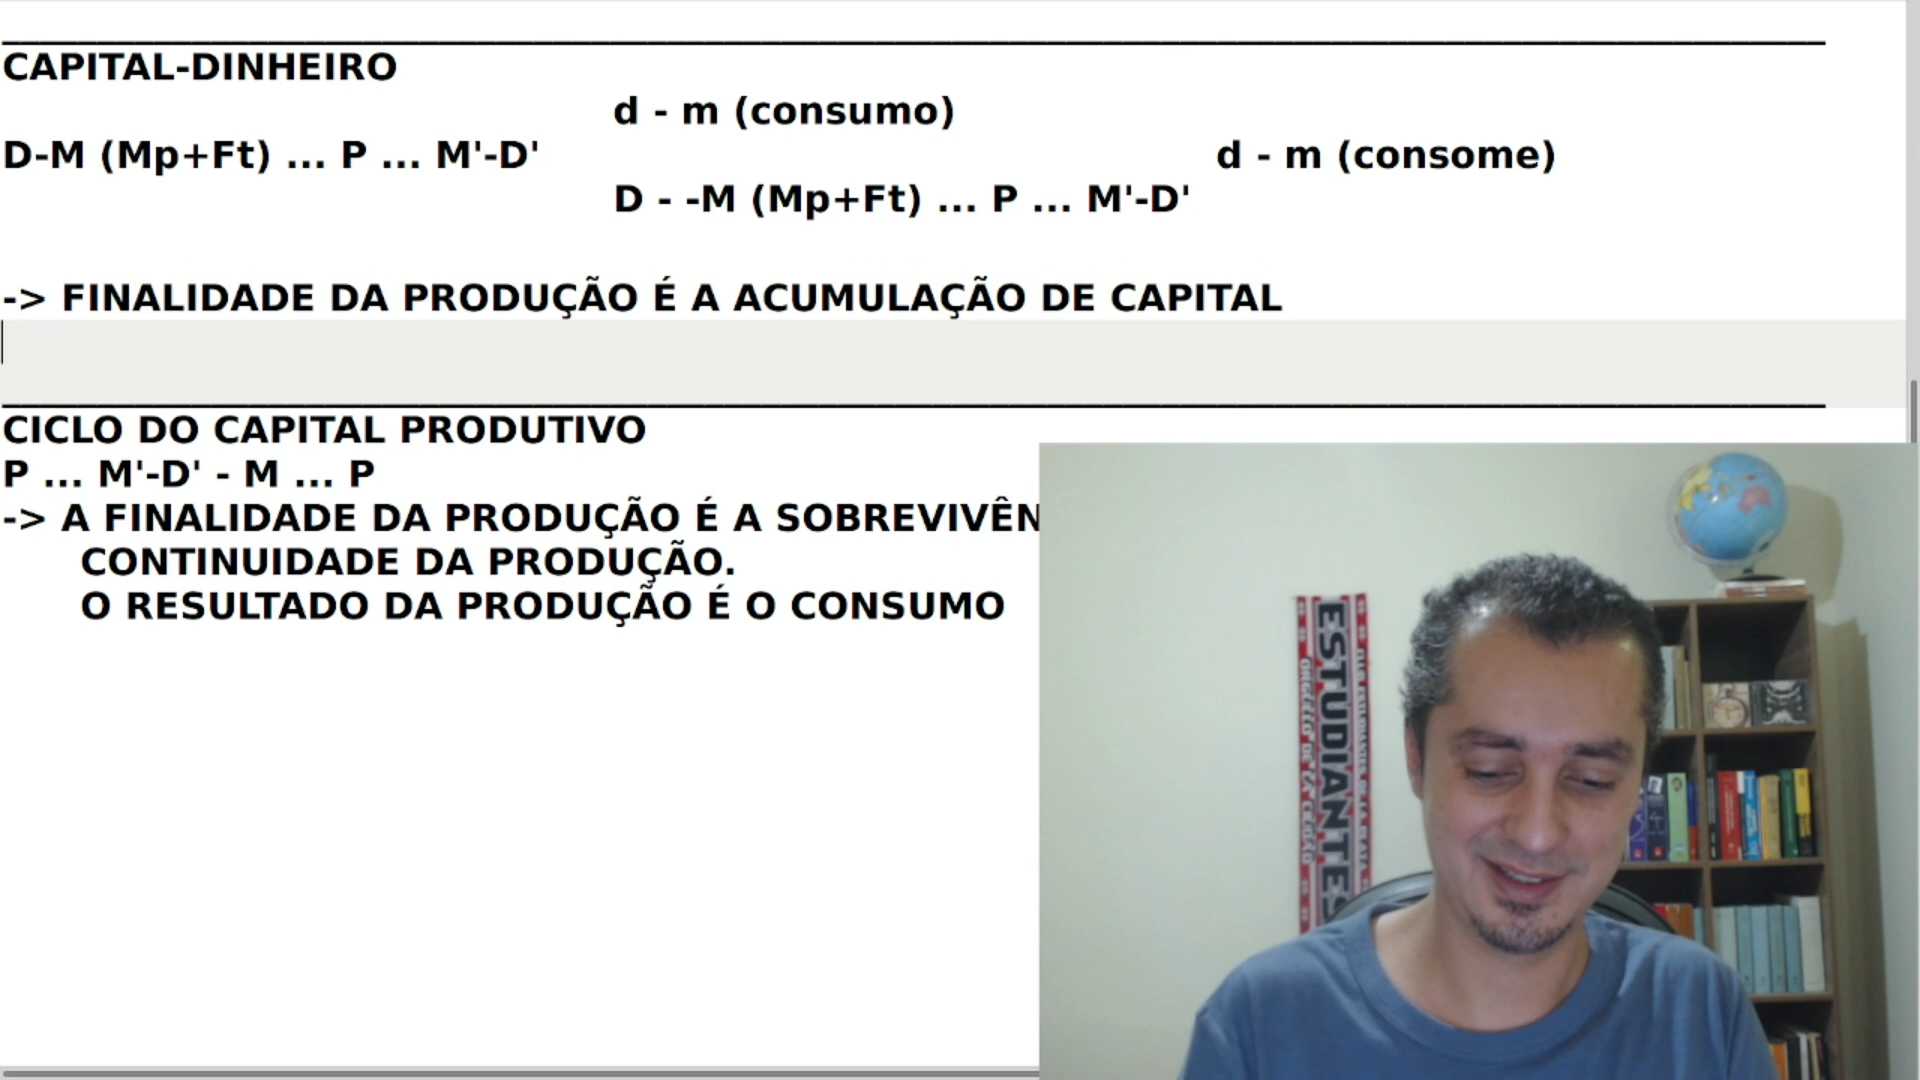 CAPITAL-DINHEIRO
d - m (consumo)
D-M (Mp+Ft) ... P ... M'-D' d - m (consome)
D - -M (Mp+Ft) ... P ... M'-D'
-> FINALIDADE DA PRODUÇÃO É A ACUMULAÇÃO DE CAPITAL
CICLO DO CAPITAL PRODUTIVO
P ... M'-D' - M ... P
-> A FINALIDADE DA PRODUÇÃO É A SOBREVIVÊN
CONTINUIDADE DA PRODUÇÃO.
O RESULTADO DA PRODUÇÃO É O CONSUMO
ESTUDIANTES